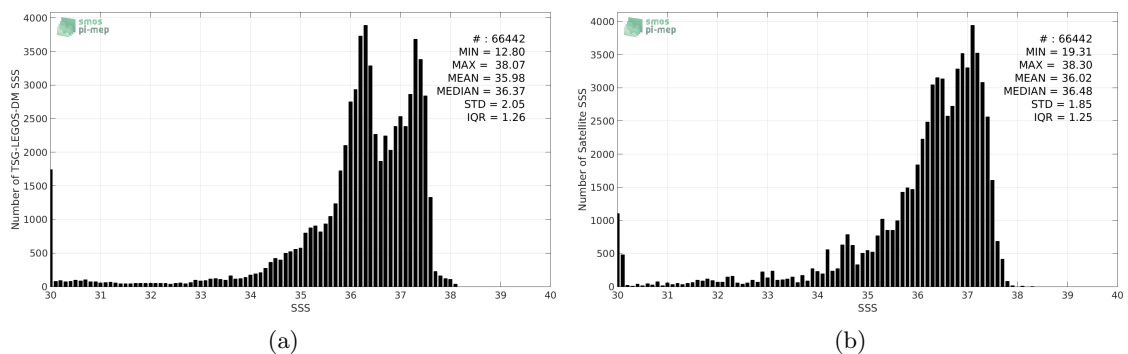 smos
pi-mep
# : 66442
MIN = 12.80
MAX = 38.07
MEAN = 35.98
MEDIAN = 36.37
STD = 2.05
IQR = 1.26
Number of TSG-LEGOS-DM SSS
4000
3500
3000
2500
2000
1500
1000
500
0
30 31 32 33 34 35 36 37 38 39 40
SSS
(a)
smos
pi-mep
# : 66442
MIN = 19.31
MAX = 38.30
MEAN = 36.02
MEDIAN = 36.48
STD = 1.85
IQR = 1.25
Number of Satellite SSS
4000
3500
3000
2500
2000
1500
1000
500
0
30 31 32 33 34 35 36 37 38 39 40
SSS
(b)